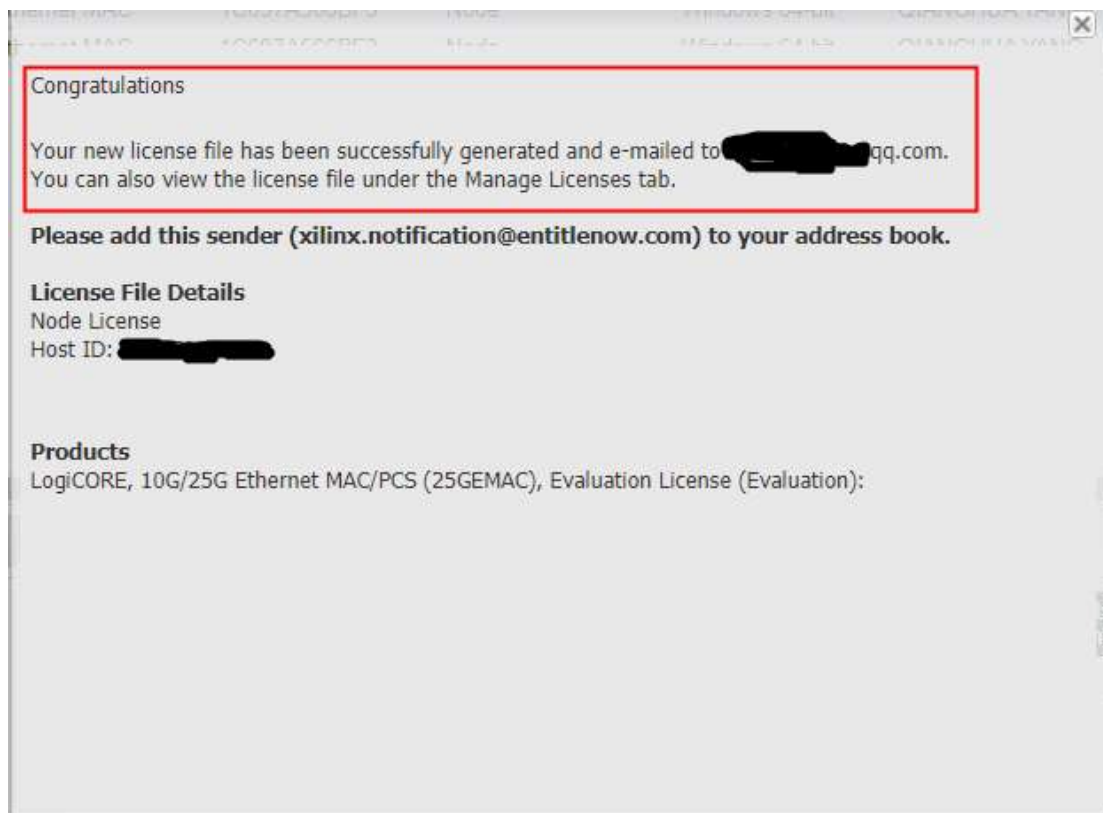 Congratulations
Your new license file has been successfully generated and e-mailed to qq.com.
You can also view the license file under the Manage Licenses tab.
Please add this sender (xilinx.notification@entitlenow.com) to your address book.
License File Details
Node License
Host ID:
Products
LogiCORE, 10G/25G Ethernet MAC/PCS (25GEMAC), Evaluation License (Evaluation):